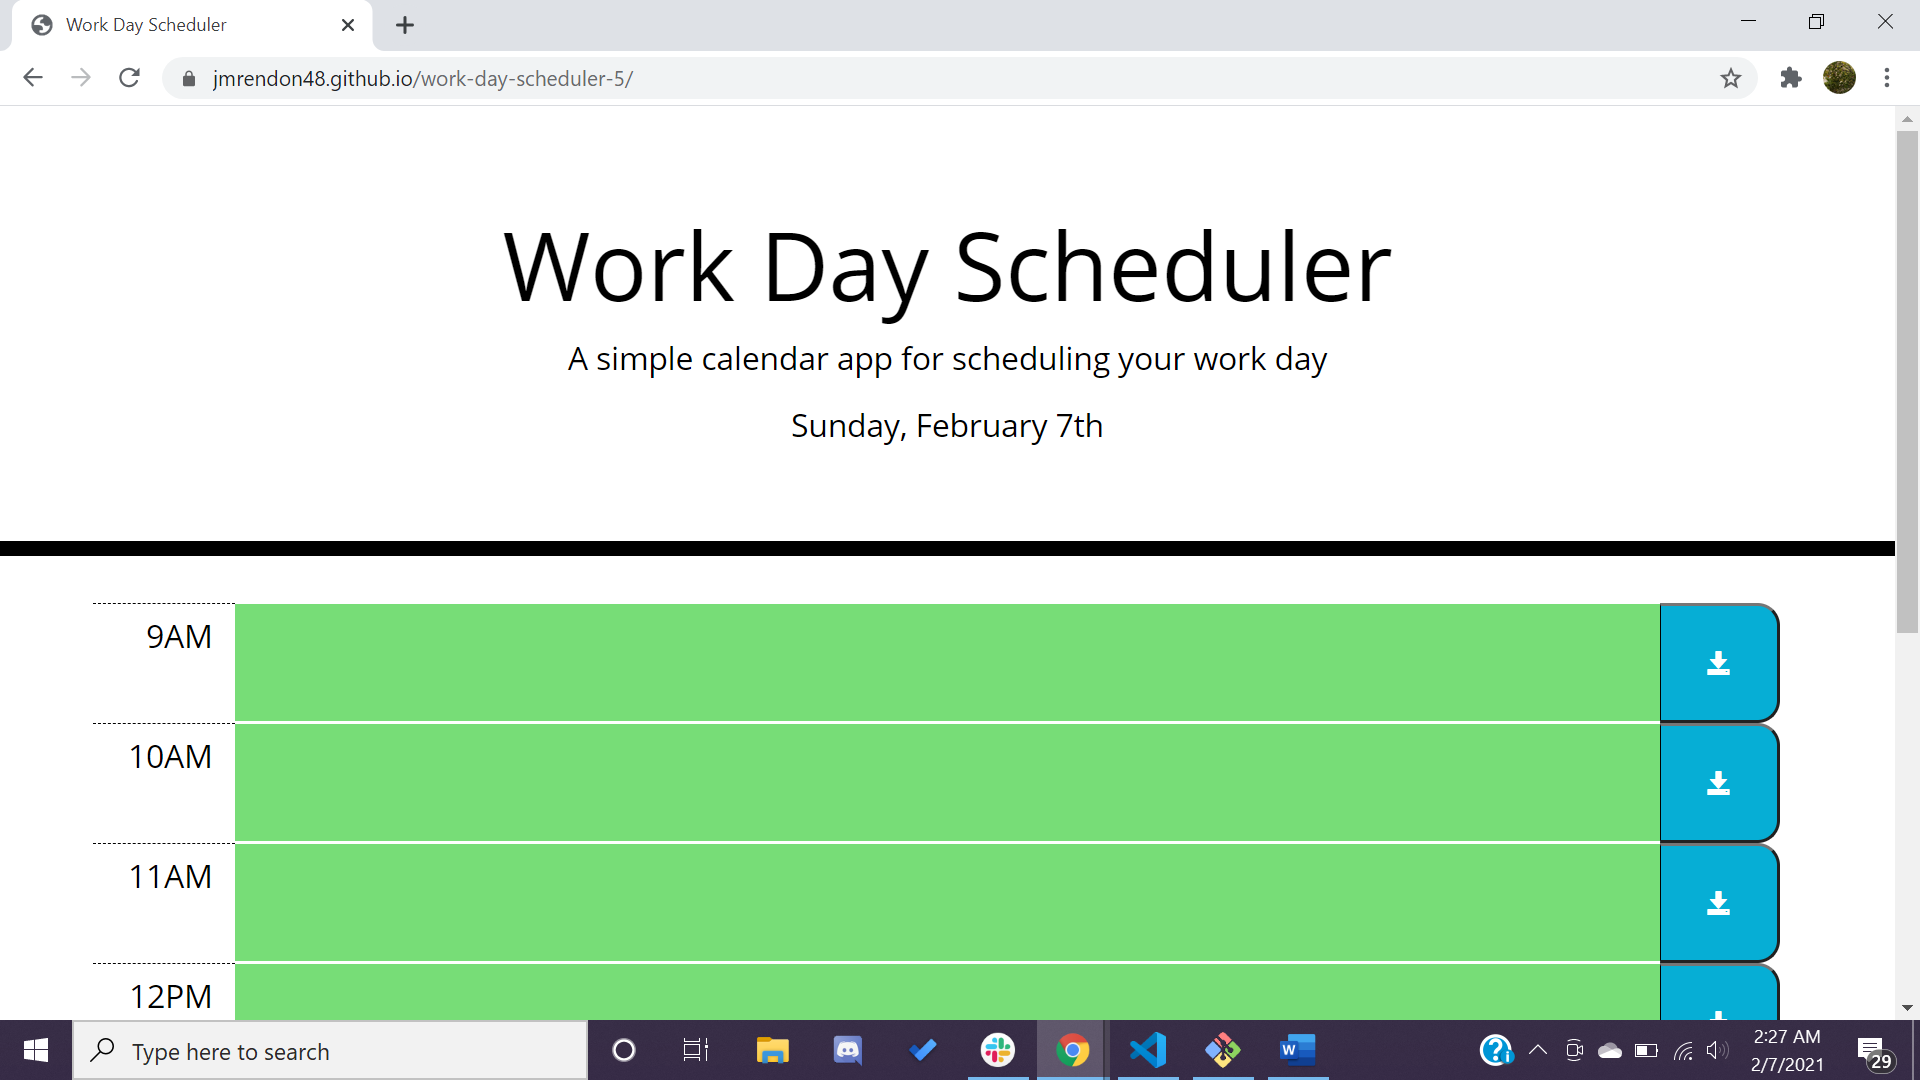 Work Day Scheduler
jmrendon48.github.io/work-day-scheduler-5/
Work Day Scheduler
A simple calendar app for scheduling your work day
Sunday, February 7th
9AM
10AM
11AM
12PM
Type here to search
W
?
i
2:27 AM
2/7/2021
29